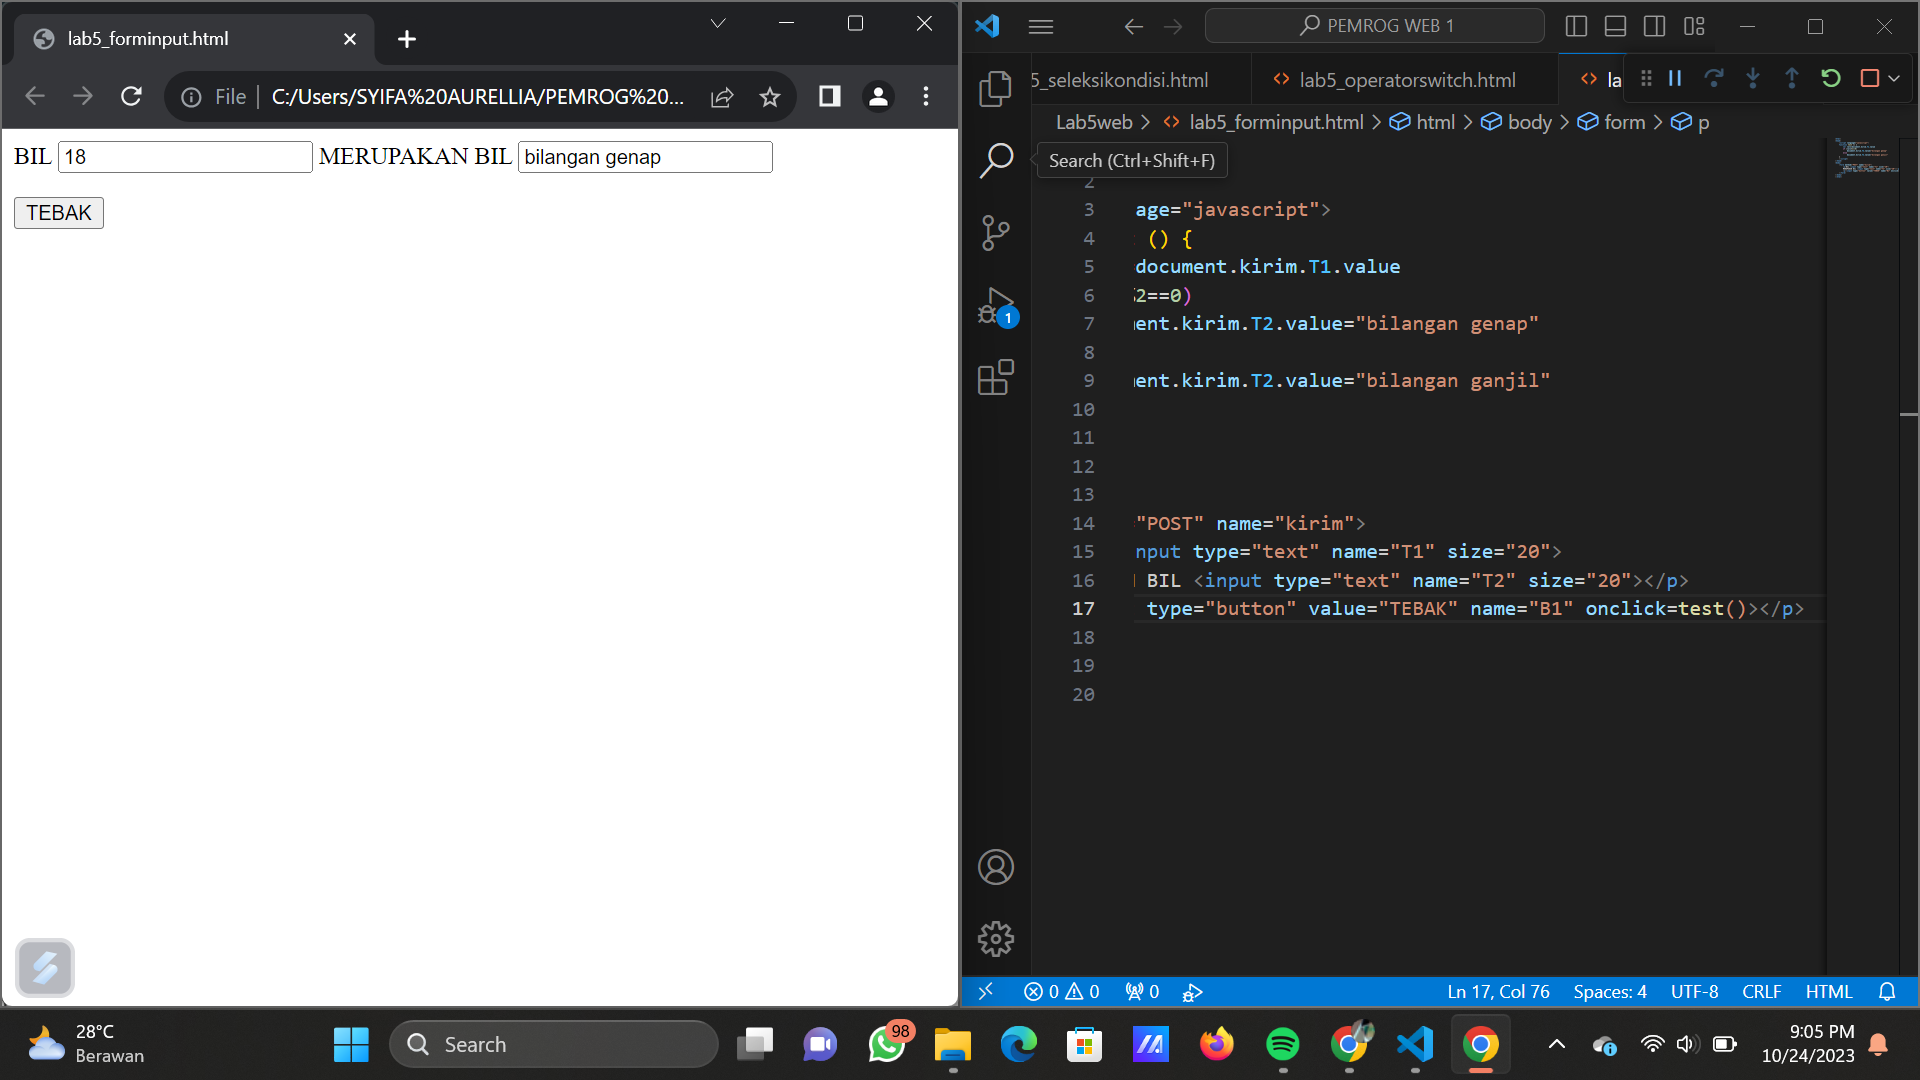 lab5_forminput.html
File
C:/Users/SYIFA%20AURELLIA/PEMROG%20...
BIL 18 MERUPAKAN BIL bilangan genap
TEBAK
PEMROG WEB 1
5_seleksikondisi.html
lab5_operatorswitch.html
la
Lab5web > lab5_forminput.html > html > body > form > p
Search (Ctrl+Shift+F)
2
3 age="javascript">
4 () {
5 document.kirim.T1.value
6 2==0)
7 ent.kirim.T2.value="bilangan genap"
8
9 ent.kirim.T2.value="bilangan ganjil"
10
11
12
13
14 "POST" name="kirim">
15 nput type="text" name="T1" size="20">
16 BIL <input type="text" name="T2" size="20"></p>
17 type="button" value="TEBAK" name="B1" onclick=test()></p>
18
19
20
1
0 0 0
Ln 17, Col 76
Spaces: 4
UTF-8
CRLF
HTML
28°C
Berawan
Search
98
9:05 PM
10/24/2023